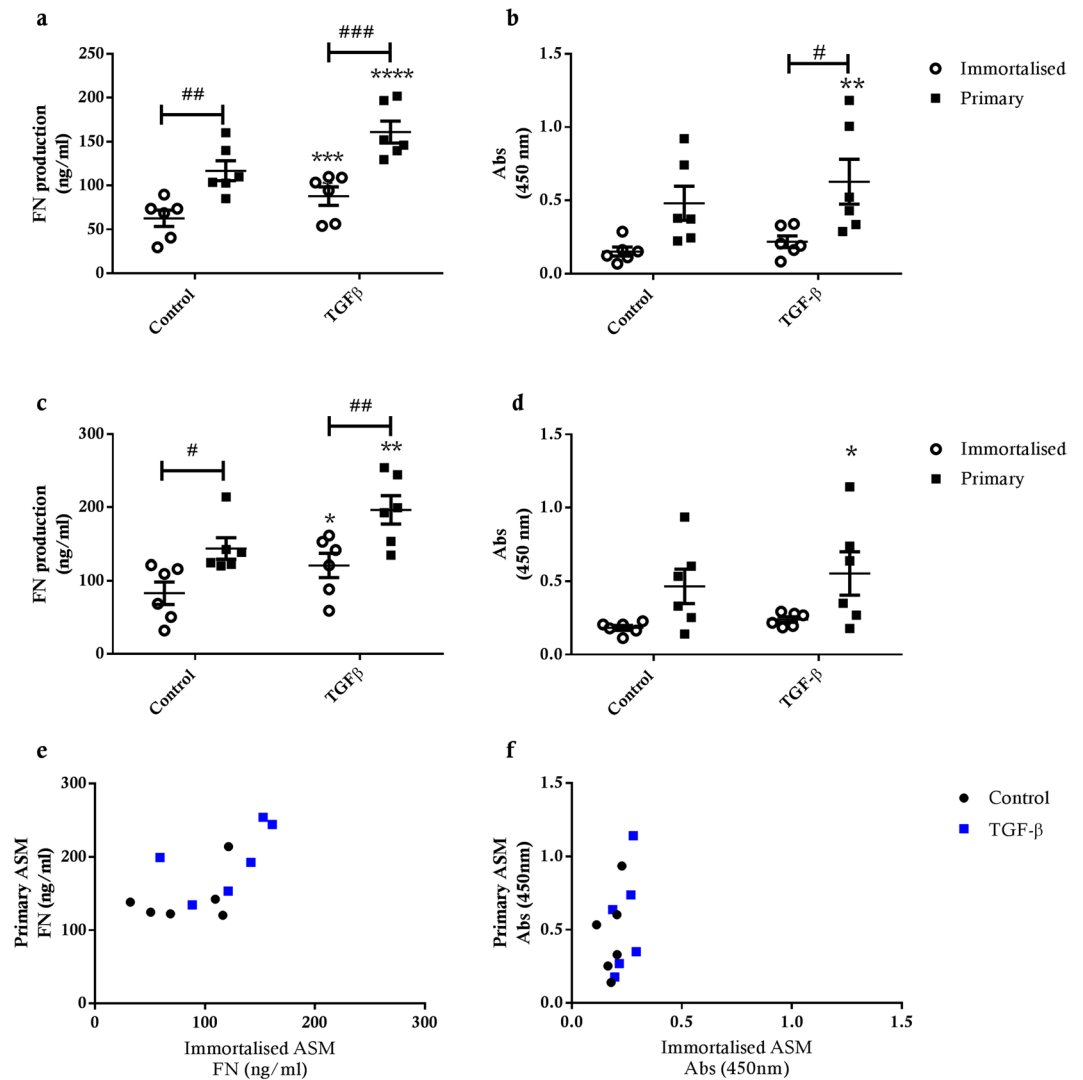 a
###
250
****
200
##
150
***
100
50
0
FN production
(ng/ml)
Control
TGFβ
b
#
1.5
**
1.0
0.5
0.0
Abs
(450 nm)
Control
TGF-β
Immortalised
Primary
c
##
300
**
#
200
*
100
0
FN production
(ng/ml)
Control
TGFβ
d
1.5
*
1.0
0.5
0.0
Abs
(450 nm)
Control
TGF-β
Immortalised
Primary
e
300
200
100
0
Primary ASM
FN (ng/ml)
0 100 200 300
Immortalised ASM
FN (ng/ml)
f
1.5
1.0
0.5
0.0
Primary ASM
Abs (450nm)
0.0 0.5 1.0 1.5
Immortalised ASM
Abs (450nm)
Control
TGF-β